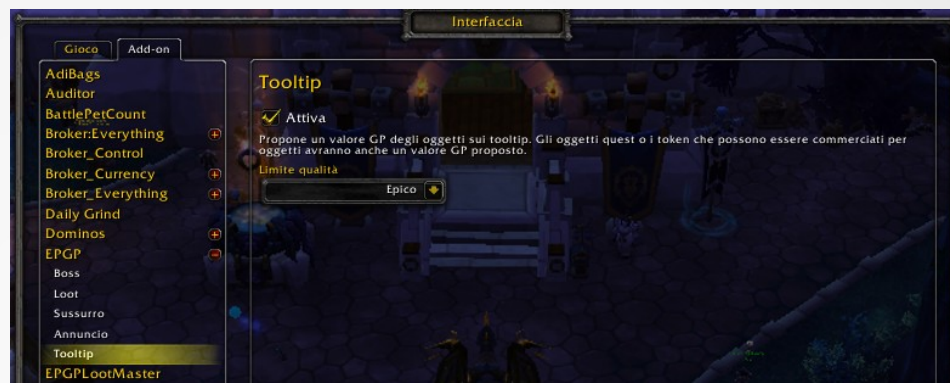 Interfaccia
Gioco
Add-on
AdiBags
Auditor
BattlePetCount
Broker:Everything
Broker_Control
Broker_Currency
Broker_Everything
Daily Grind
Dominos
EPGP
Boss
Loot
Sussurro
Annuncio
Tooltip
EPGPLootMaster
Tooltip
Attiva
Propone un valore GP degli oggetti sui tooltip. Gli oggetti quest o i token che possono essere commerciati per
oggetti avranno anche un valore GP proposto.
Limite qualità
Epico